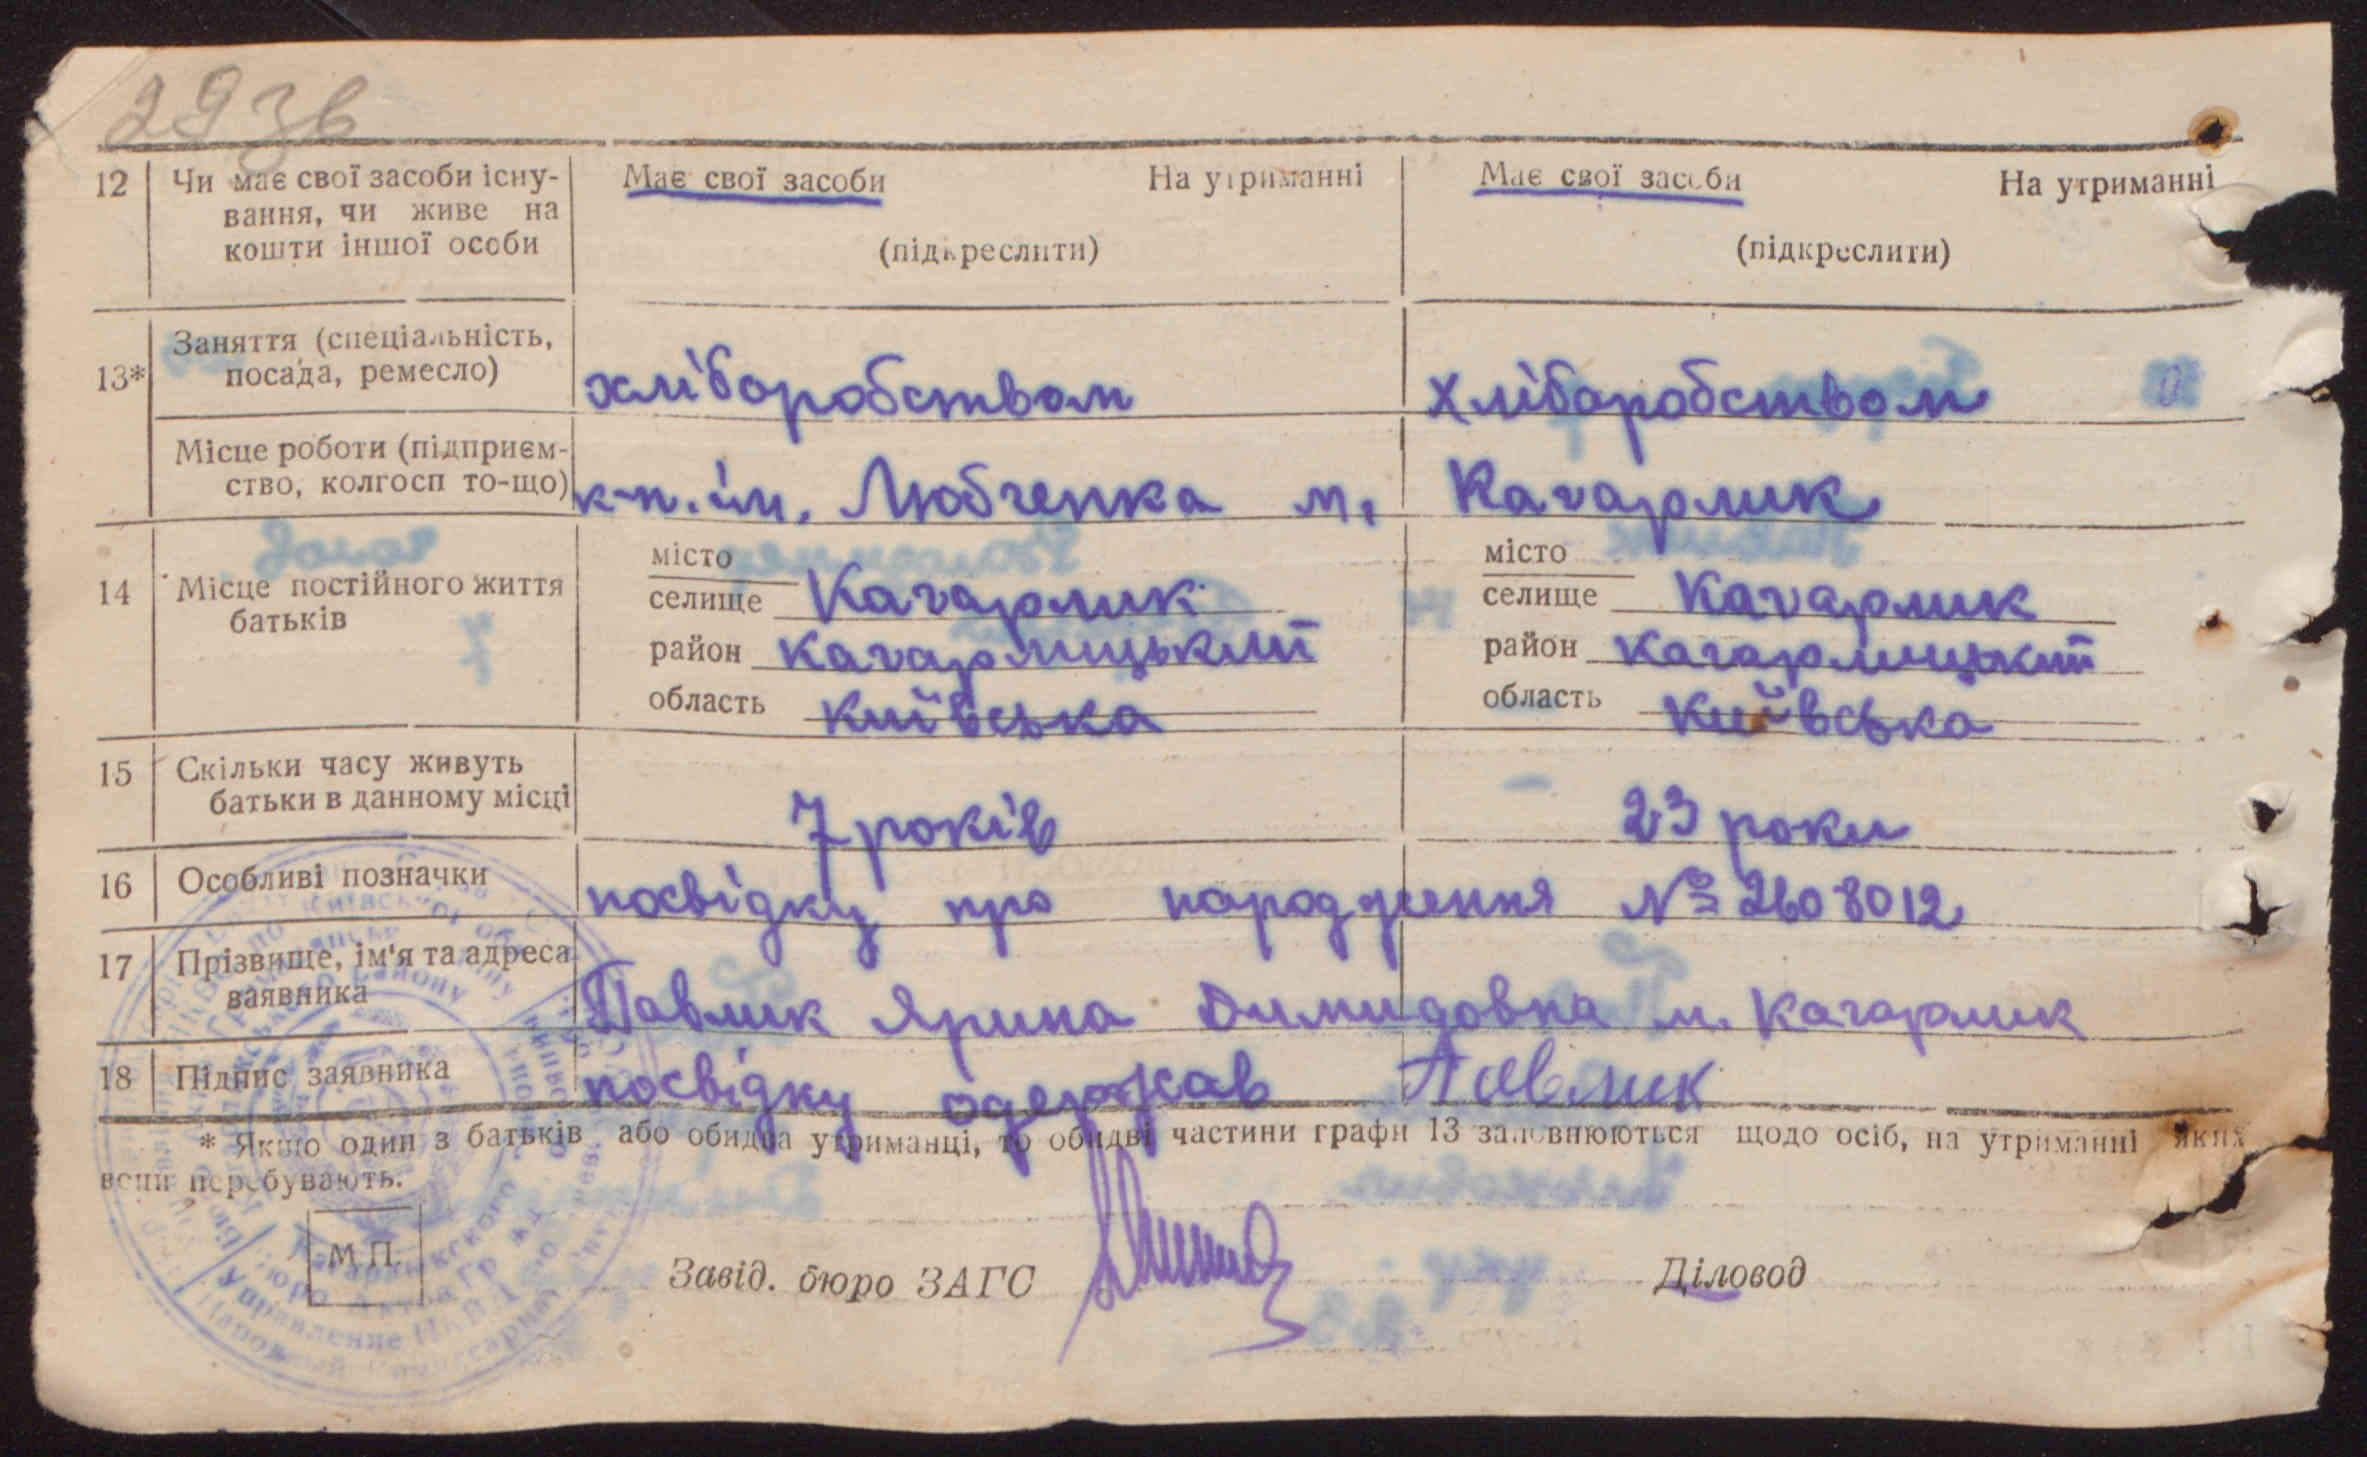 29зв
12 Чи має свої засоби існу- Має свої засоби На утриманні Має свої засоби На утриманні
вання, чи живе на
кошти іншої особи (підкреслити) (підкреслити)
13* Заняття (спеціальність,
посада, ремесло) хліборобством хліборобством
Місце роботи (підприєм-
ство, колгосп то-що) к-п. ім. Любченка м. Кагарлик
14 Місце постійного життя
батьків
місто
селище Кагарлик
район Кагарлицький
область Київська
місто
селище Кагарлик
район Кагарлицький
область Київська
15 Скільки часу живуть
батьки в данному місці 7 років 23 роки
16 Особливі позначки посвідку про народження № 2608012
17 Прізвище, ім'я та адреса
заявника Павлик Ярина Димидовна м. Кагарлик
18 Підпис заявника посвідку одержав Павлик
* Якщо один з батьків або обидва утриманці, то обидві частини графи 13 заповнюються щодо осіб, на утриманні яких
вони перебувають.
М.П.
Завід. бюро ЗАГС Діловод